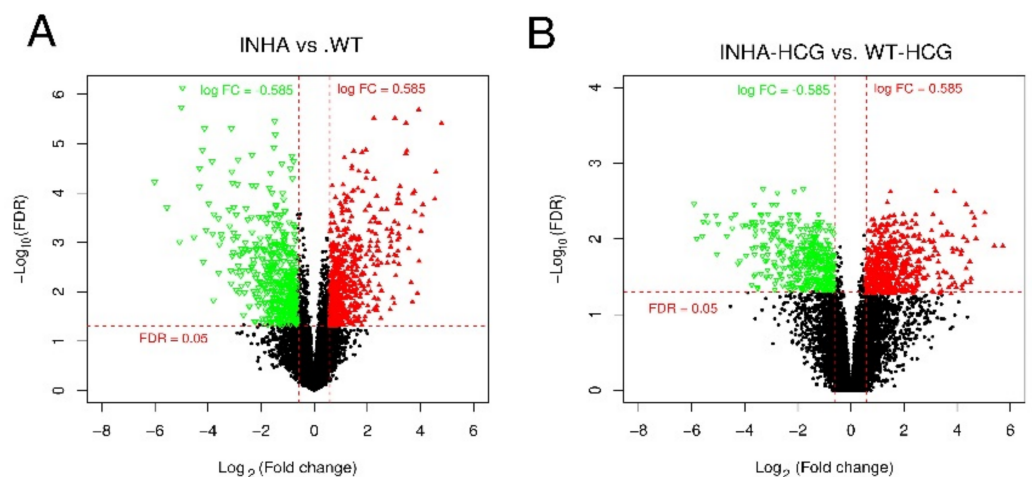 A
INHA vs .WT
log FC = -0.585
log FC = 0.585
FDR = 0.05
6
5
4
3
2
1
0
−Log10(FDR)
−8 −6 −4 −2 0 2 4 6
Log2 (Fold change)
B
INHA-HCG vs. WT-HCG
log FC = -0.585
log FC − 0.585
FDR − 0.05
4
3
2
1
0
−Log10(FDR)
−8 −6 −4 −2 0 2 4 6
Log2 (Fold change)